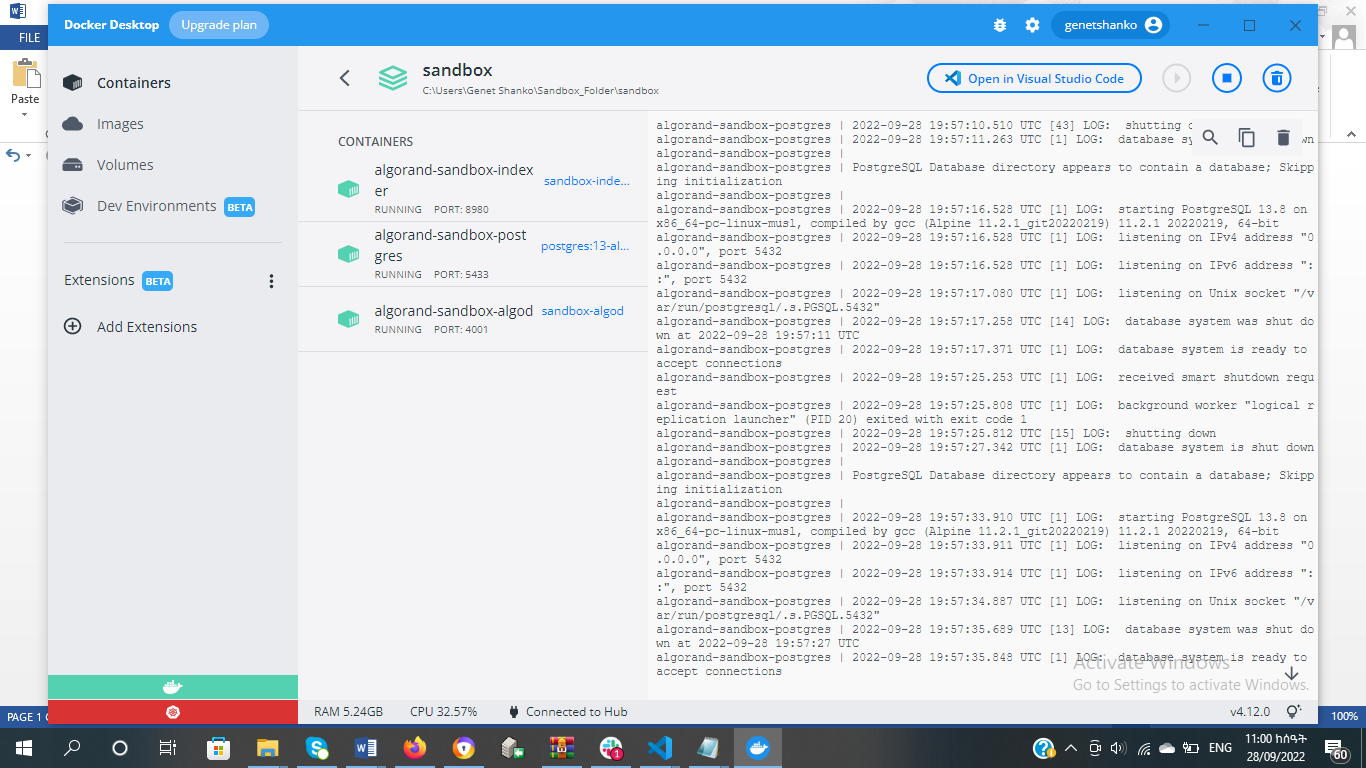 FILE
Paste
PAGE 1
Docker Desktop
Upgrade plan
genetshanko
Containers
Images
Volumes
Dev Environments BETA
Extensions BETA
Add Extensions
sandbox
C:\Users\Genet Shanko\Sandbox_Folder\sandbox
Open in Visual Studio Code
CONTAINERS
algorand-sandbox-index
er
sandbox-inde...
RUNNING PORT: 8980
algorand-sandbox-post
gres
postgres:13-al...
RUNNING PORT: 5433
algorand-sandbox-algod
sandbox-algod
RUNNING PORT: 4001
algorand-sandbox-postgres | 2022-09-28 19:57:10.510 UTC [43] LOG:  shutting
algorand-sandbox-postgres | 2022-09-28 19:57:11.263 UTC [1] LOG:  database sy wn
algorand-sandbox-postgres |
algorand-sandbox-postgres | PostgreSQL Database directory appears to contain a database; Skipp
ing initialization
algorand-sandbox-postgres |
algorand-sandbox-postgres | 2022-09-28 19:57:16.528 UTC [1] LOG:  starting PostgreSQL 13.8 on
x86_64-pc-linux-musl, compiled by gcc (Alpine 11.2.1_git20220219) 11.2.1 20220219, 64-bit
algorand-sandbox-postgres | 2022-09-28 19:57:16.528 UTC [1] LOG:  listening on IPv4 address "0
.0.0.0", port 5432
algorand-sandbox-postgres | 2022-09-28 19:57:16.528 UTC [1] LOG:  listening on IPv6 address ":
:", port 5432
algorand-sandbox-postgres | 2022-09-28 19:57:17.080 UTC [1] LOG:  listening on Unix socket "/v
ar/run/postgresql/.s.PGSQL.5432"
algorand-sandbox-postgres | 2022-09-28 19:57:17.258 UTC [14] LOG:  database system was shut do
wn at 2022-09-28 19:57:11 UTC
algorand-sandbox-postgres | 2022-09-28 19:57:17.371 UTC [1] LOG:  database system is ready to
accept connections
algorand-sandbox-postgres | 2022-09-28 19:57:25.253 UTC [1] LOG:  received smart shutdown requ
est
algorand-sandbox-postgres | 2022-09-28 19:57:25.808 UTC [1] LOG:  background worker "logical r
eplication launcher" (PID 20) exited with exit code 1
algorand-sandbox-postgres | 2022-09-28 19:57:25.812 UTC [15] LOG:  shutting down
algorand-sandbox-postgres | 2022-09-28 19:57:27.342 UTC [1] LOG:  database system is shut down
algorand-sandbox-postgres |
algorand-sandbox-postgres | PostgreSQL Database directory appears to contain a database; Skipp
ing initialization
algorand-sandbox-postgres |
algorand-sandbox-postgres | 2022-09-28 19:57:33.910 UTC [1] LOG:  starting PostgreSQL 13.8 on
x86_64-pc-linux-musl, compiled by gcc (Alpine 11.2.1_git20220219) 11.2.1 20220219, 64-bit
algorand-sandbox-postgres | 2022-09-28 19:57:33.911 UTC [1] LOG:  listening on IPv4 address "0
.0.0.0", port 5432
algorand-sandbox-postgres | 2022-09-28 19:57:33.914 UTC [1] LOG:  listening on IPv6 address ":
:", port 5432
algorand-sandbox-postgres | 2022-09-28 19:57:34.887 UTC [1] LOG:  listening on Unix socket "/v
ar/run/postgresql/.s.PGSQL.5432"
algorand-sandbox-postgres | 2022-09-28 19:57:35.689 UTC [13] LOG:  database system was shut do
wn at 2022-09-28 19:57:27 UTC
algorand-sandbox-postgres | 2022-09-28 19:57:35.848 UTC [1] LOG:  database system is ready to
accept connections
Activate Windows
Go to Settings to activate Windows.
RAM 5.24GB CPU 32.57% Connected to Hub
v4.12.0
100%
ENG
11:00 ከሰዓት
28/09/2022
1
60